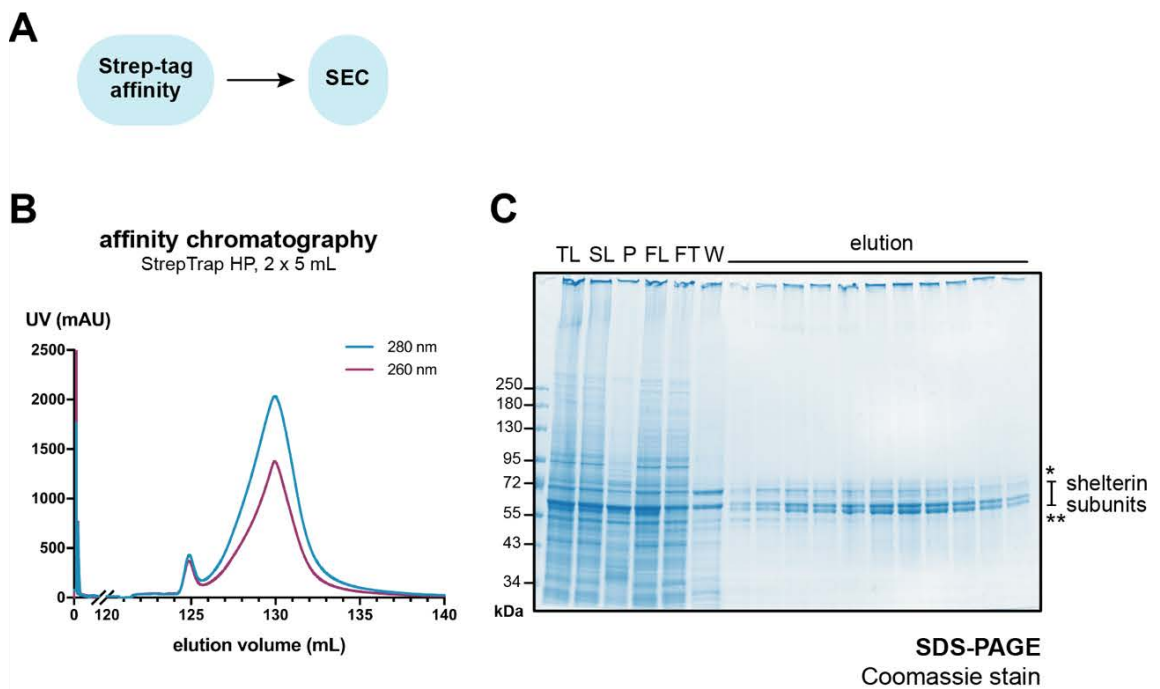 A
Strep-tag
affinity
SEC
B
affinity chromatography
StrepTrap HP, 2 x 5 mL
UV (mAU)
280 nm
260 nm
2500
2000
1500
1000
500
0
0 120 125 130 135 140
elution volume (mL)
C
elution
TL SL P FL FT W
250
180
130
95
72
55
43
34
kDa
*
shelterin
subunits
**
SDS-PAGE
Coomassie stain